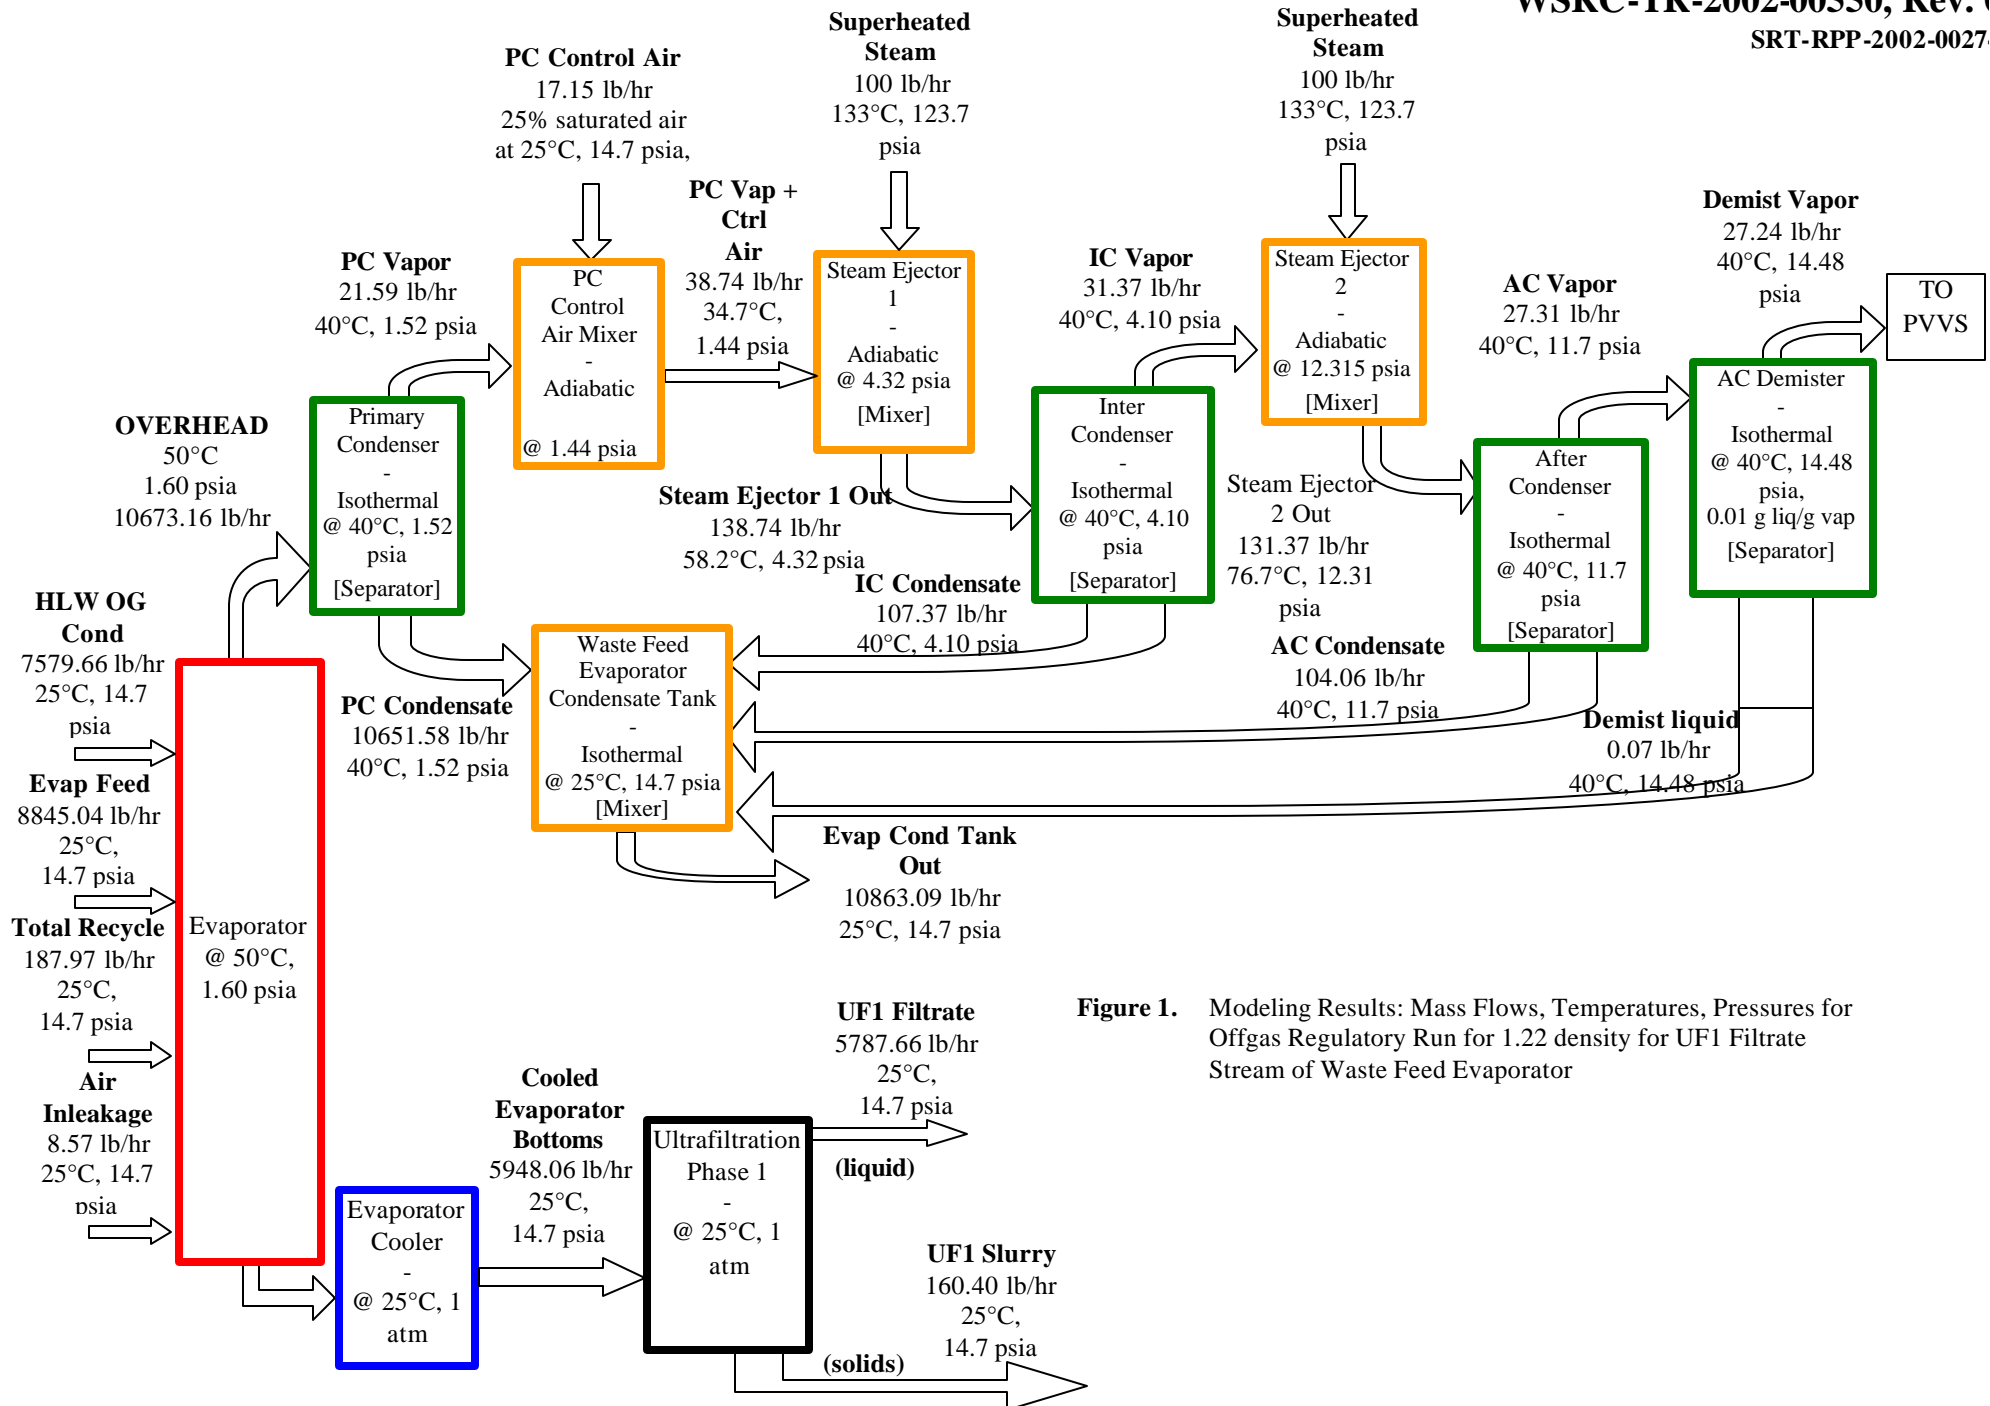 WSRC-TR-2002-00330, Rev.
SRT-RPP-2002-0027
Superheated
Steam
100 lb/hr
133°C, 123.7
psia
Superheated
Steam
100 lb/hr
133°C, 123.7
psia
PC Control Air
17.15 lb/hr
25% saturated air
at 25°C, 14.7 psia,
PC Vap +
Ctrl
Air
38.74 lb/hr
34.7°C,
1.44 psia
Demist Vapor
27.24 lb/hr
40°C, 14.48
psia
PC Vapor
21.59 lb/hr
40°C, 1.52 psia
PC
Control
Air Mixer
-
Adiabatic
@ 1.44 psia
Steam Ejector
1
-
Adiabatic
@ 4.32 psia
[Mixer]
IC Vapor
31.37 lb/hr
40°C, 4.10 psia
Steam Ejector
2
-
Adiabatic
@ 12.315 psia
[Mixer]
AC Vapor
27.31 lb/hr
40°C, 11.7 psia
TO
PVVS
OVERHEAD
50°C
1.60 psia
10673.16 lb/hr
Primary
Condenser
-
Isothermal
@ 40°C, 1.52
psia
[Separator]
Steam Ejector 1 Out
138.74 lb/hr
58.2°C, 4.32 psia
Inter
Condenser
-
Isothermal
@ 40°C, 4.10
psia
[Separator]
Steam Ejector
2 Out
131.37 lb/hr
76.7°C, 12.31
psia
After
Condenser
-
Isothermal
@ 40°C, 11.7
psia
[Separator]
AC Demister
-
Isothermal
@ 40°C, 14.48
psia,
0.01 g liq/g vap
[Separator]
HLW OG
Cond
7579.66 lb/hr
25°C, 14.7
psia
PC Condensate
10651.58 lb/hr
40°C, 1.52 psia
Waste Feed
Evaporator
Condensate Tank
-
Isothermal
@ 25°C, 14.7 psia
[Mixer]
IC Condensate
107.37 lb/hr
40°C, 4.10 psia
AC Condensate
104.06 lb/hr
40°C, 11.7 psia
Demist liquid
0.07 lb/hr
40°C, 14.48 psia
Evap Feed
8845.04 lb/hr
25°C,
14.7 psia
Evap Cond Tank
Out
10863.09 lb/hr
25°C, 14.7 psia
Total Recycle
187.97 lb/hr
25°C,
14.7 psia
Evaporator
@ 50°C,
1.60 psia
Air
Inleakage
8.57 lb/hr
25°C, 14.7
psia
Figure 1. Modeling Results: Mass Flows, Temperatures, Pressures for
Offgas Regulatory Run for 1.22 density for UF1 Filtrate
Stream of Waste Feed Evaporator
Evaporator
Cooler
-
@ 25°C, 1
atm
Cooled
Evaporator
Bottoms
5948.06 lb/hr
25°C,
14.7 psia
Ultrafiltration
Phase 1
-
@ 25°C, 1
atm
UF1 Filtrate
5787.66 lb/hr
25°C,
14.7 psia
(liquid)
UF1 Slurry
160.40 lb/hr
25°C,
14.7 psia
(solids)